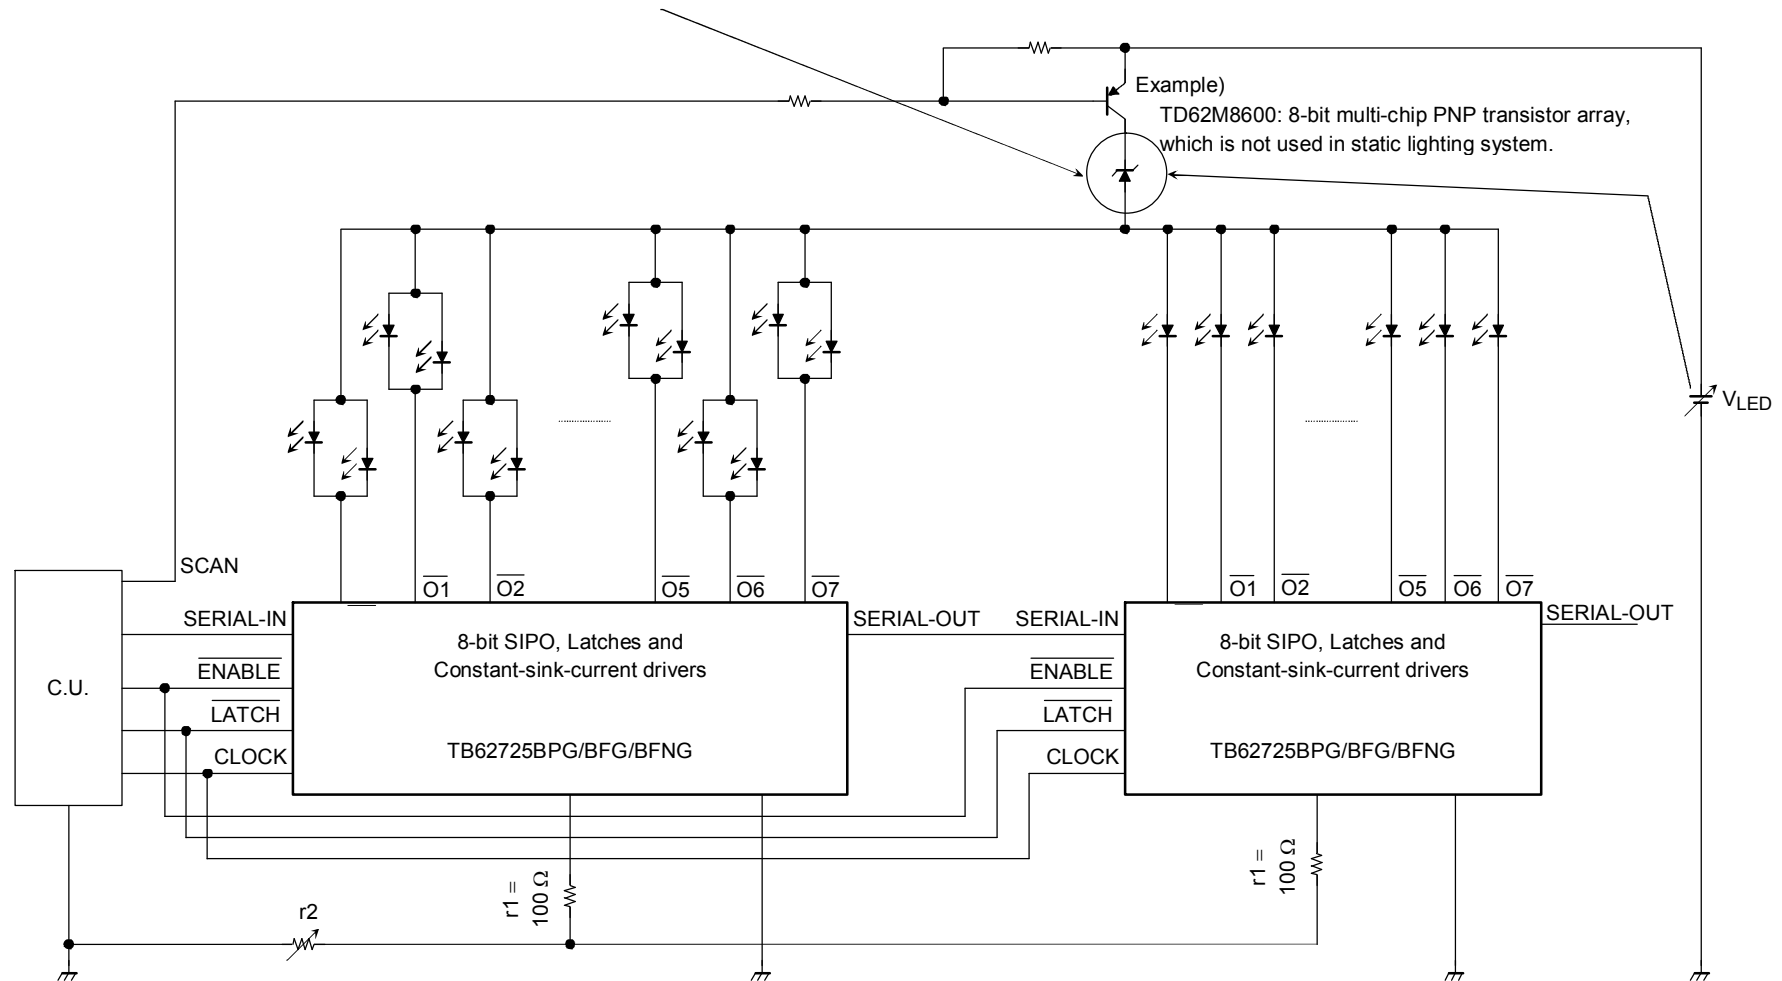 Example)
TD62M8600: 8-bit multi-chip PNP transistor array,
which is not used in static lighting system.
VLED
SCAN
O1
O2
O5
O6
O7
O1
O2
O5
O6
O7
SERIAL-IN
SERIAL-OUT
SERIAL-IN
SERIAL-OUT
8-bit SIPO, Latches and
Constant-sink-current drivers
TB62725BPG/BFG/BFNG
8-bit SIPO, Latches and
Constant-sink-current drivers
TB62725BPG/BFG/BFNG
C.U.
ENABLE
LATCH
CLOCK
ENABLE
LATCH
CLOCK
r1 =
100 Ω
r1 =
100 Ω
r2